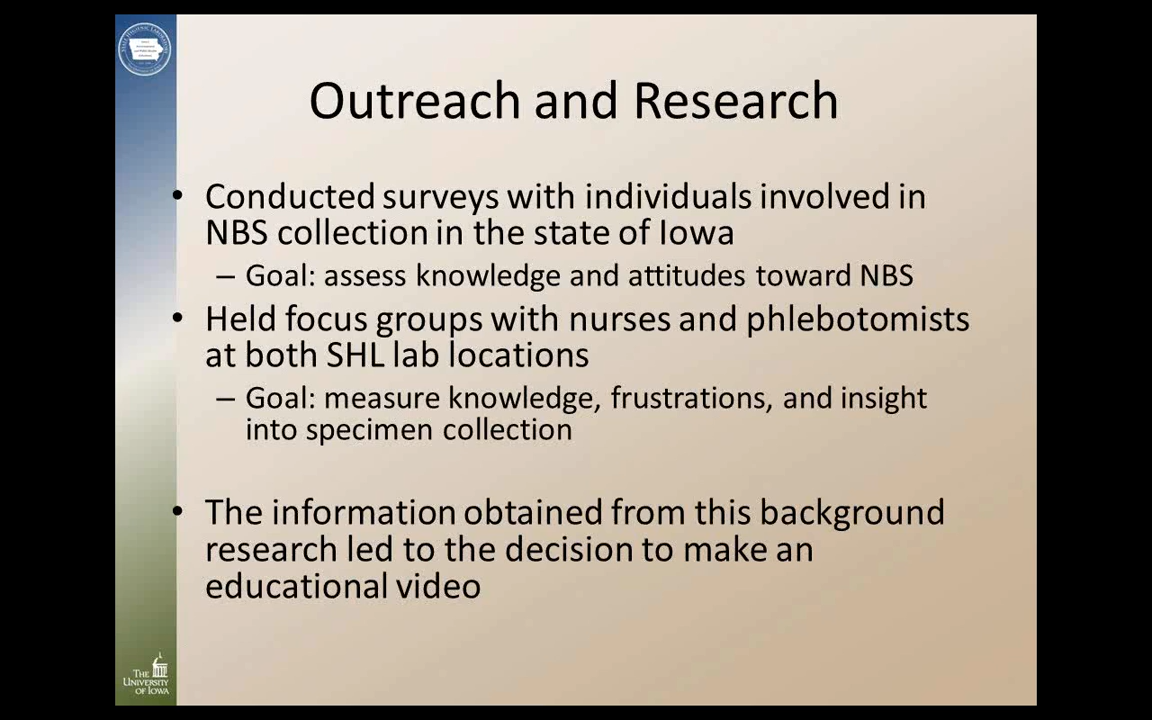 Outreach and Research
• Conducted surveys with individuals involved in
NBS collection in the state of Iowa
– Goal: assess knowledge and attitudes toward NBS
• Held focus groups with nurses and phlebotomists
at both SHL lab locations
– Goal: measure knowledge, frustrations, and insight
into specimen collection
• The information obtained from this background
research led to the decision to make an
educational video
THE
UNIVERSITY
OF IOWA